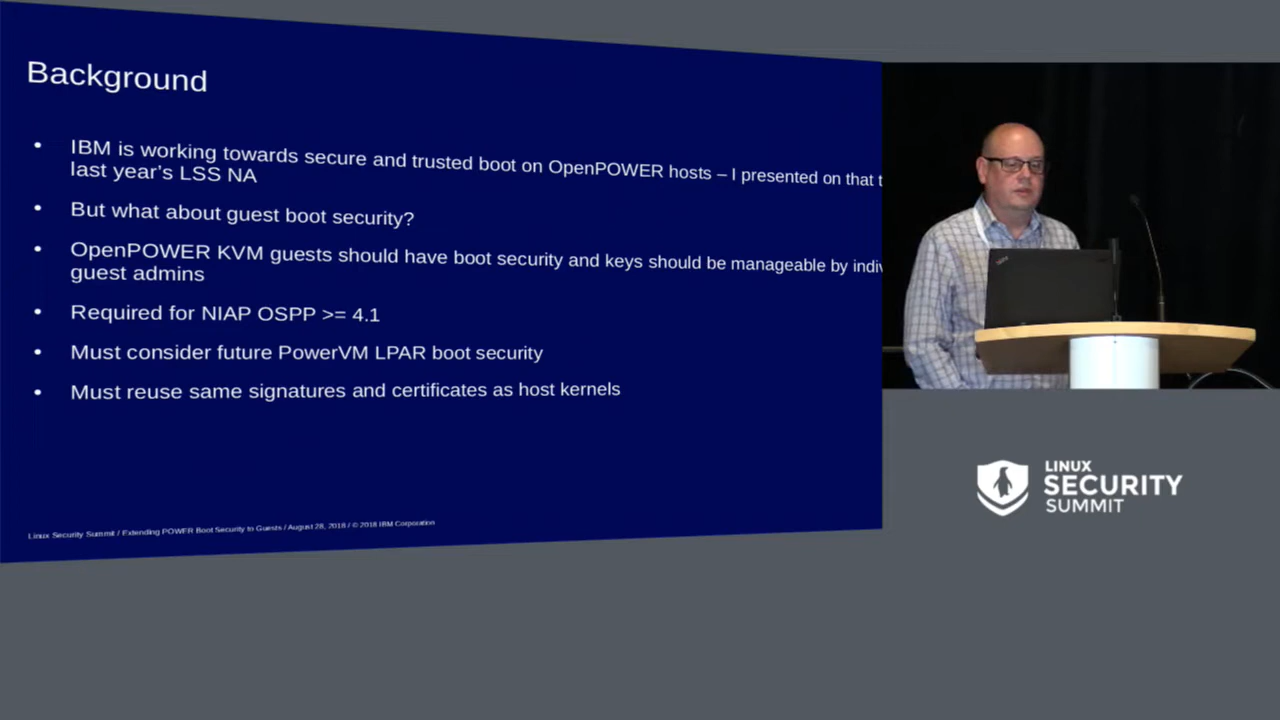 Background
• IBM is working towards secure and trusted boot on OpenPOWER hosts – I presented on that
last year's LSS NA
• But what about guest boot security?
• OpenPOWER KVM guests should have boot security and keys should be manageable by
guest admins
• Required for NIAP OSPP >= 4.1
• Must consider future PowerVM LPAR boot security
• Must reuse same signatures and certificates as host kernels
Linux Security Summit / Extending POWER Boot Security to Guests / August 28, 2018 / © 2018 IBM Corporation
LINUX
SECURITY
SUMMIT